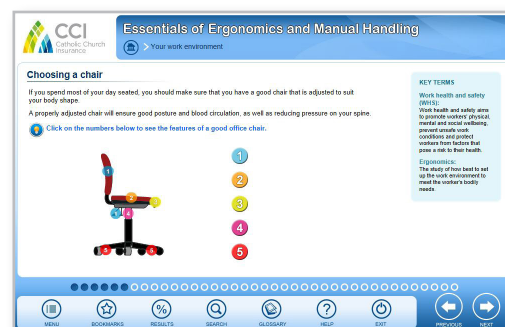 CCI
Catholic Church
Insurance
Essentials of Ergonomics and Manual Handling
> Your work environment
Choosing a chair
If you spend most of your day seated, you should make sure that you have a good chair that is adjusted to suit
your body shape.
A properly adjusted chair will ensure good posture and blood circulation, as well as reducing pressure on your spine.
Click on the numbers below to see the features of a good office chair.
1
2
3
4
5
1
2
3
4
5
5
KEY TERMS
Work health and safety
(WHS):
Work health and safety aims
to promote workers' physical,
mental and social wellbeing,
prevent unsafe work
conditions and protect
workers from factors that
pose a risk to their health.
Ergonomics:
The study of how best to set
up the work environment to
meet the worker's bodily
needs.
MENU
BOOKMARKS
%
RESULTS
SEARCH
GLOSSARY
?
HELP
EXIT
PREVIOUS
NEXT